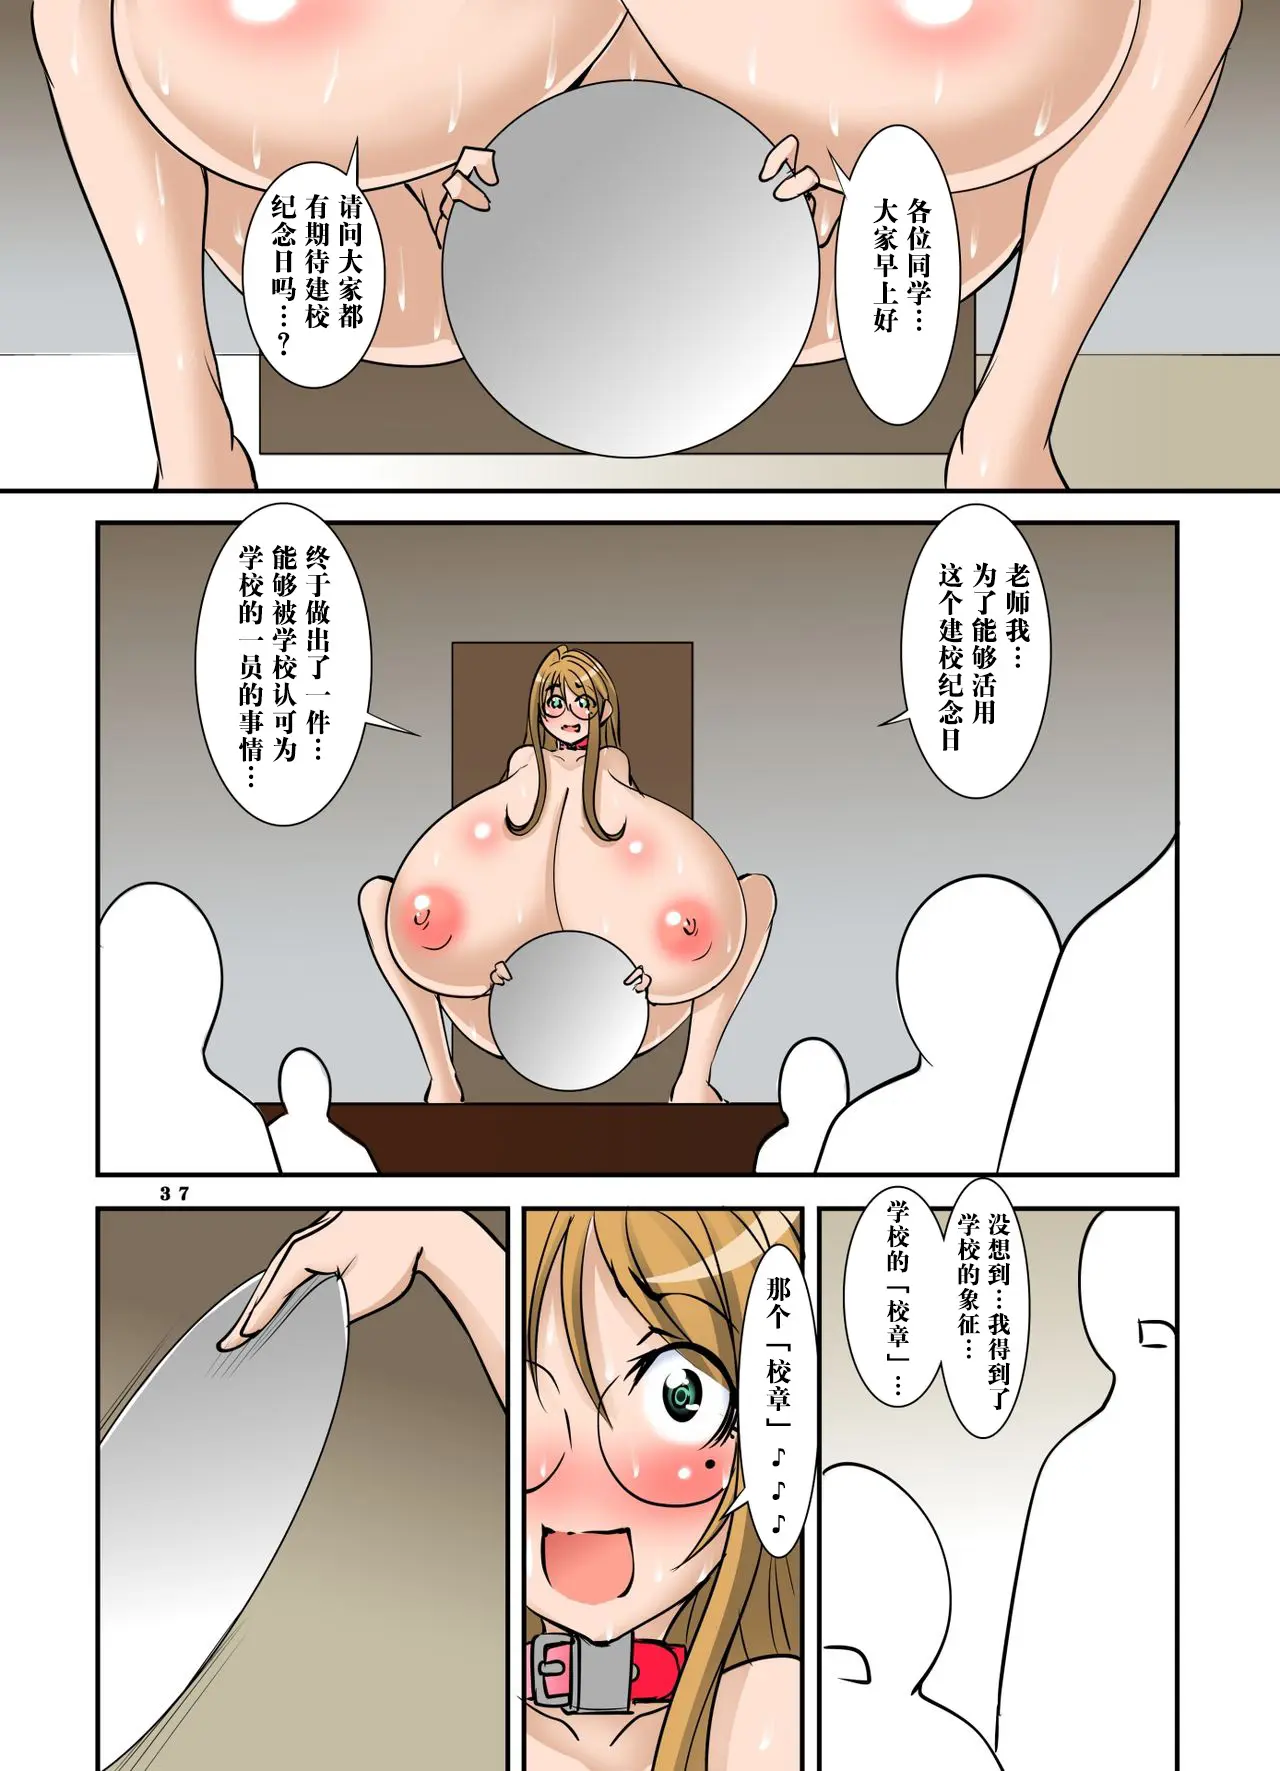 各位同学…
大家早上好
请问大家都
有期待建校
纪念日吗…？
老师我…
为了能够活用
这个建校纪念日
终于做出了一件…
能够被学校认可为
学校的一员的事情…
37
没想到…我得到了
学校的象征…
学校的「校章」…
那个「校章」♪♪♪